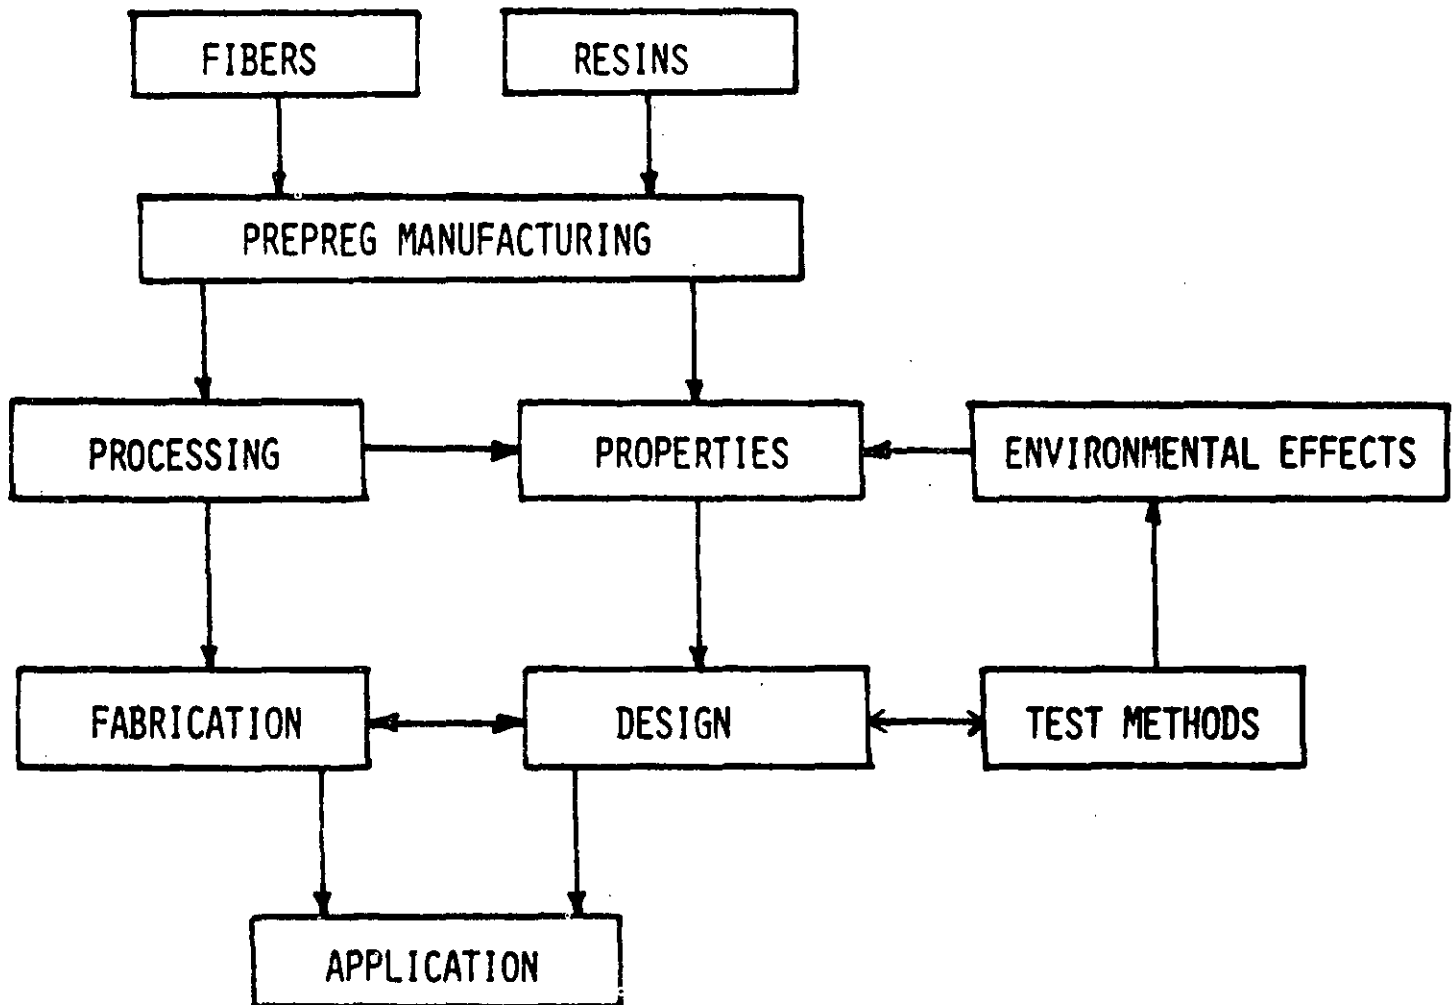 FIBERS
RESINS
PREPREG MANUFACTURING
PROCESSING
PROPERTIES
ENVIRONMENTAL EFFECTS
FABRICATION
DESIGN
TEST METHODS
APPLICATION